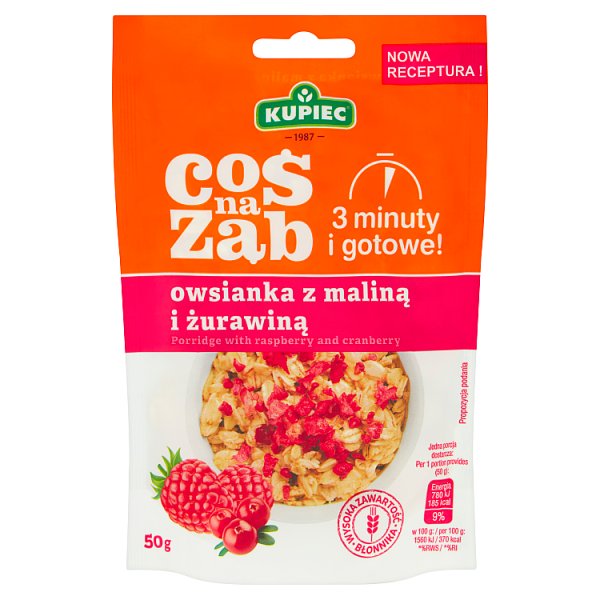 NOWA
RECEPTURA !
KUPIEC
1987
coś
na
ząb
3 minuty
i gotowe!
owsianka z maliną
i żurawiną
Porridge with raspberry and cranberry
Propozycja podania
Jedna porcja
dostarcza:
Per 1 portion provides
(50 g):
Energia
780 kJ
185 kcal
9%
w 100 g: / per 100 g:
1560 kJ / 370 kcal
*%RWS / *%RI
WYSOKA ZAWARTOŚĆ
BŁONNIKA
50 g